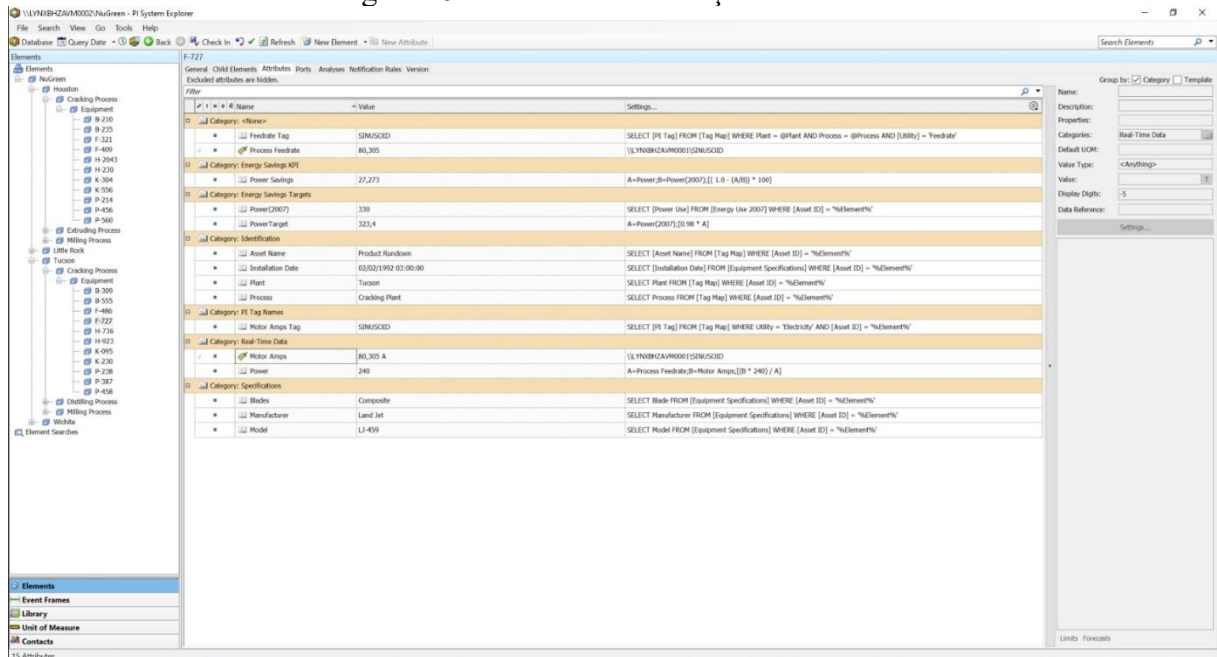 \\LYNXBHZAVM0002\NuGreen - PI System Explorer
File Search View Go Tools Help
Database Query Date Back Check In Refresh New Element New Attribute
Search Elements
Elements
Elements
NuGreen
Houston
Cracking Process
Equipment
B-210
B-235
F-321
F-409
H-2043
H-230
K-304
K-556
P-214
P-456
P-560
Extruding Process
Milling Process
Little Rock
Tucson
Cracking Process
Equipment
B-309
B-555
F-486
F-727
H-736
H-923
K-095
K-230
P-238
P-387
P-458
Distilling Process
Milling Process
Wichita
Element Searches
Elements
Event Frames
Library
Unit of Measure
Contacts
15 Attributes
F-727
General Child Elements Attributes Ports Analyses Notification Rules Version
Excluded attributes are hidden.
Group by: Category Template
Filter
Name Value Settings...
Category: <None>
Feedrate Tag SINUSOID SELECT [PI Tag] FROM [Tag Map] WHERE Plant = @Plant AND Process = @Process AND [Utility] = 'Feedrate'
Process Feedrate 80,305 \\LYNXBHZAVM0001\SINUSOID
Category: Energy Savings KPI
Power Savings 27,273 A=Power;B=Power(2007);[( 1.0 - (A/B)) * 100]
Category: Energy Savings Targets
Power(2007) 330 SELECT [Power Use] FROM [Energy Use 2007] WHERE [Asset ID] = '%Element%'
PowerTarget 323,4 A=Power(2007);[0.98 * A]
Category: Identification
Asset Name Product Rundown SELECT [Asset Name] FROM [Tag Map] WHERE [Asset ID] = '%Element%'
Installation Date 02/02/1992 03:00:00 SELECT [Installation Date] FROM [Equipment Specifications] WHERE [Asset ID] = '%Element%'
Plant Tucson SELECT Plant FROM [Tag Map] WHERE [Asset ID] = '%Element%'
Process Cracking Plant SELECT Process FROM [Tag Map] WHERE [Asset ID] = '%Element%'
Category: PI Tag Names
Motor Amps Tag SINUSOID SELECT [PI Tag] FROM [Tag Map] WHERE Utility = 'Electricity' AND [Asset ID] = '%Element%'
Category: Real-Time Data
Motor Amps 80,305 A \\LYNXBHZAVM0001\SINUSOID
Power 240 A=Process Feedrate;B=Motor Amps;[(B * 240) / A]
Category: Specifications
Blades Composite SELECT Blade FROM [Equipment Specifications] WHERE [Asset ID] = '%Element%'
Manufacturer Land Jet SELECT Manufacturer FROM [Equipment Specifications] WHERE [Asset ID] = '%Element%'
Model LJ-459 SELECT Model FROM [Equipment Specifications] WHERE [Asset ID] = '%Element%'
Name:
Description:
Properties:
Categories: Real-Time Data
Default UOM:
Value Type: <Anything>
Value:
Display Digits: -5
Data Reference:
Settings...
Limits Forecasts